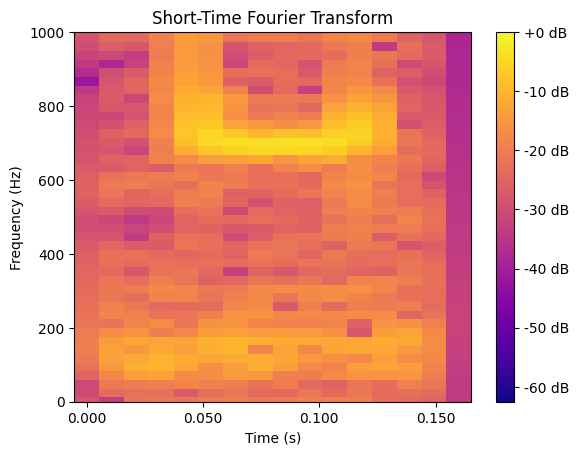 Short-Time Fourier Transform
1000
800
600
400
200
0
Frequency (Hz)
0.000
0.050
0.100
0.150
Time (s)
+0 dB
-10 dB
-20 dB
-30 dB
-40 dB
-50 dB
-60 dB